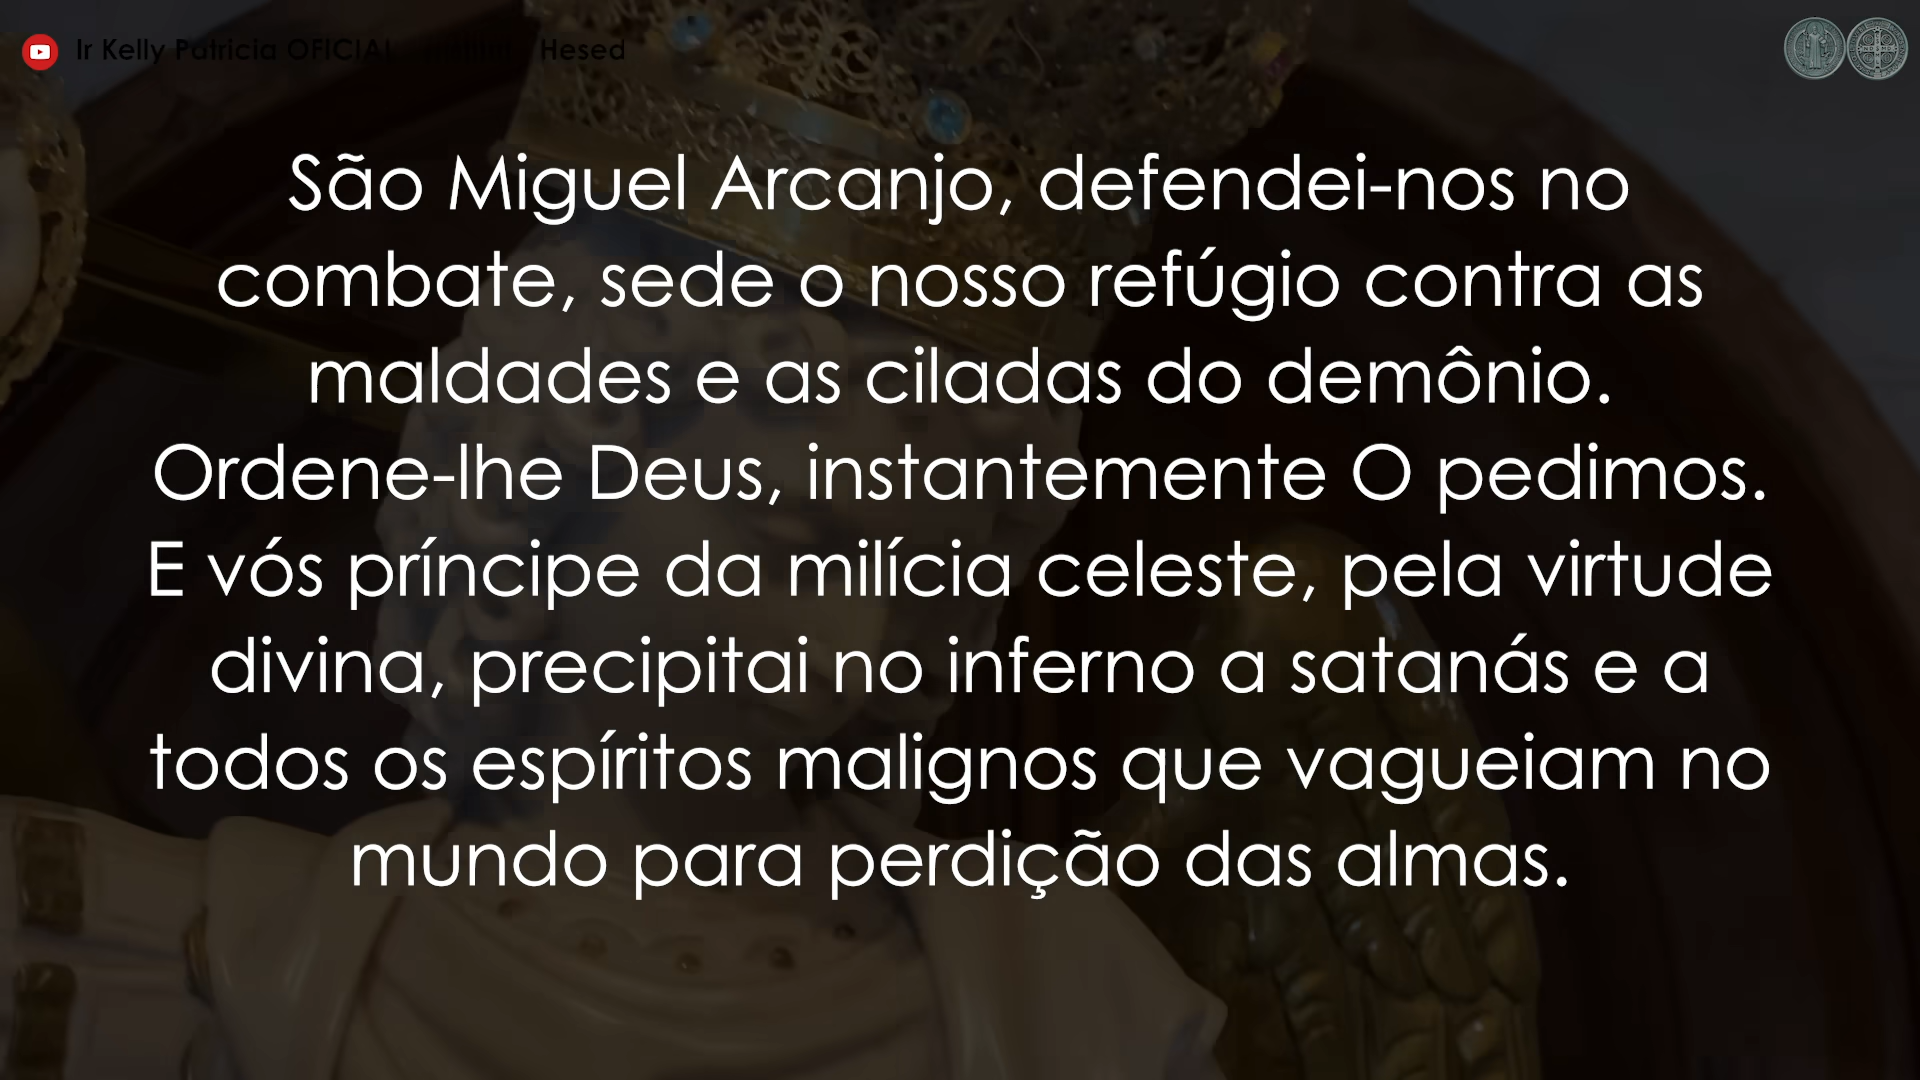 Ir Kelly Patricia OFICIAL Hesed
São Miguel Arcanjo, defendei-nos no
combate, sede o nosso refúgio contra as
maldades e as ciladas do demônio.
Ordene-lhe Deus, instantemente O pedimos.
E vós príncipe da milícia celeste, pela virtude
divina, precipitai no inferno a satanás e a
todos os espíritos malignos que vagueiam no
mundo para perdição das almas.